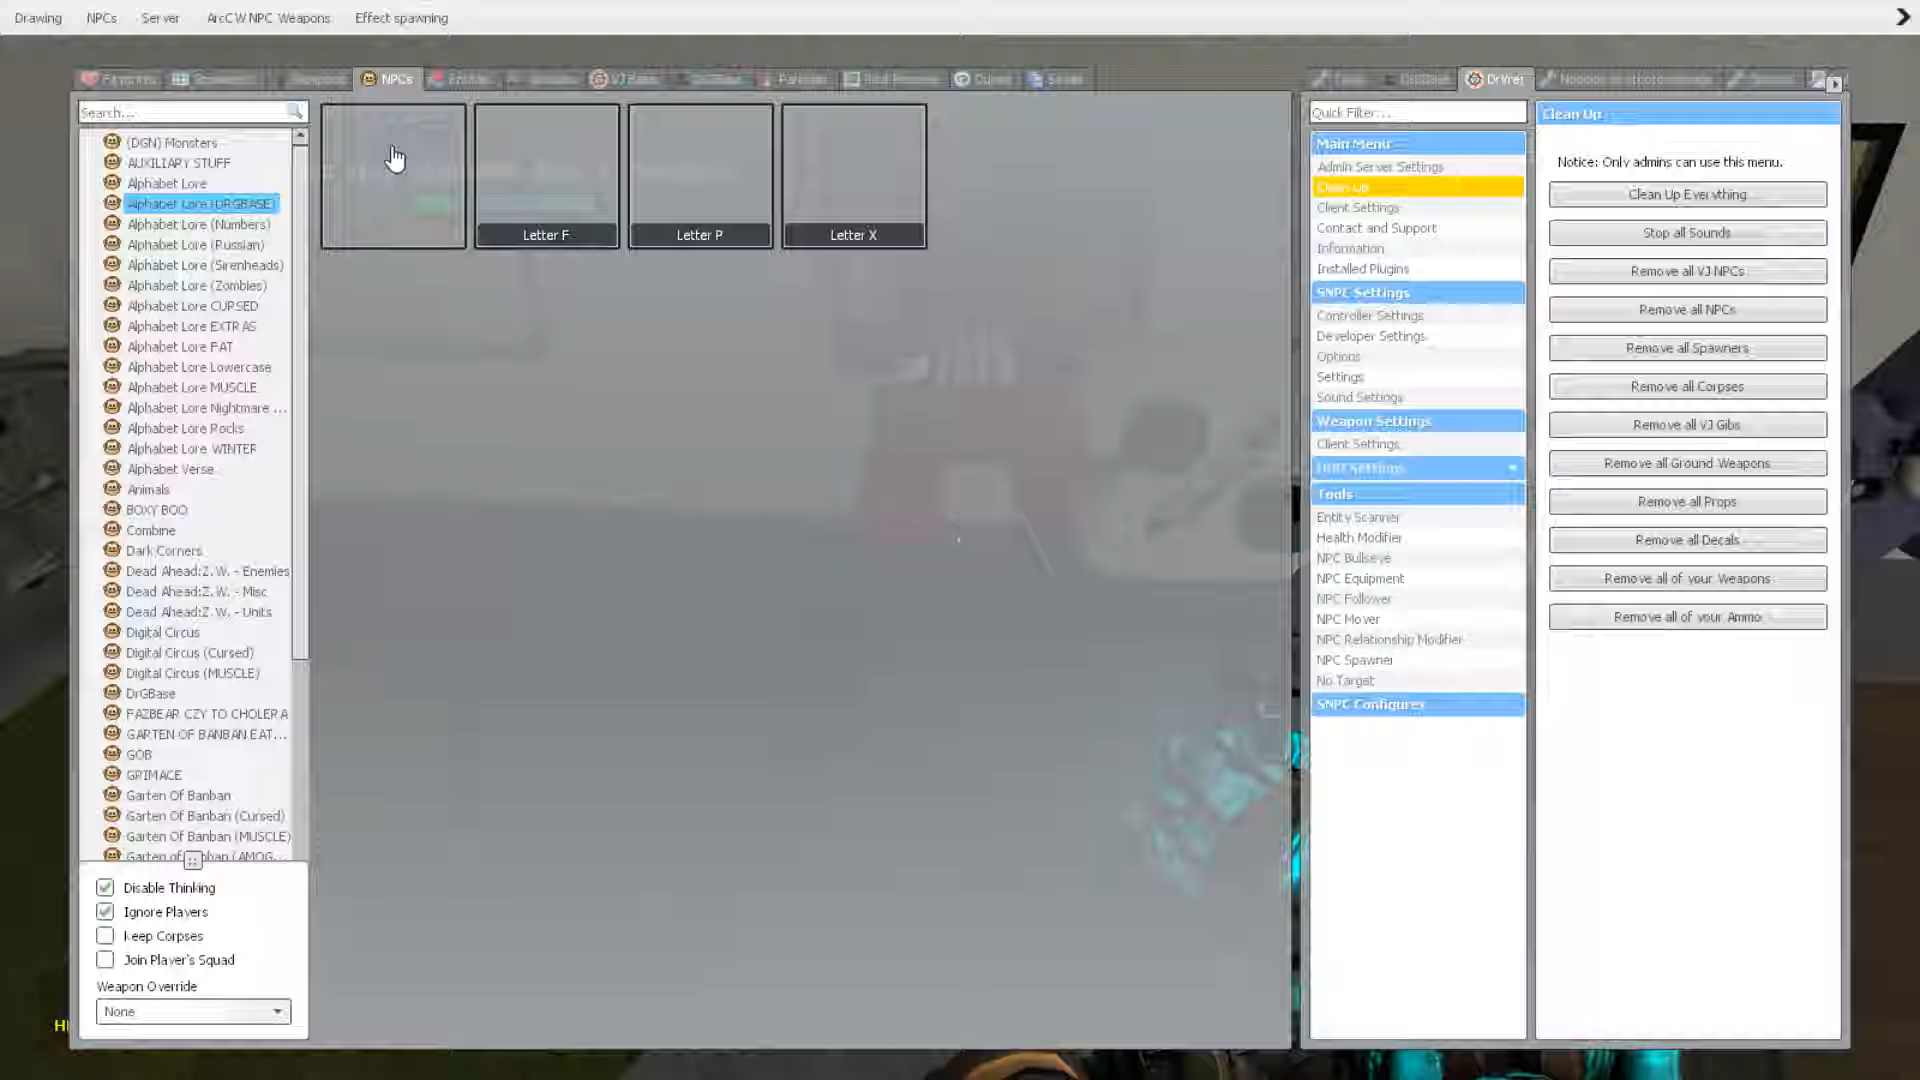 Drawing NPCs Server ArcCW NPC Weapons Effect spawning
NPCs
DrVrej
Search...
(DGN) Monsters
AUXILIARY STUFF
Alphabet Lore
Alphabet Lore (DRGBASE)
Alphabet Lore (Numbers)
Alphabet Lore (Russian)
Alphabet Lore (Sirenheads)
Alphabet Lore (Zombies)
Alphabet Lore CURSED
Alphabet Lore EXTRAS
Alphabet Lore FAT
Alphabet Lore Lowercase
Alphabet Lore MUSCLE
Alphabet Lore Nightmare ...
Alphabet Lore Rocks
Alphabet Lore WINTER
Alphabet Verse
Animals
BOXY BOO
Combine
Dark Corners
Dead Ahead:Z.W. - Enemies
Dead Ahead:Z.W. - Misc
Dead Ahead:Z.W. - Units
Digital Circus
Digital Circus (Cursed)
Digital Circus (MUSCLE)
DrGBase
FAZBEAR CZY TO CHOLERA
GARTEN OF BANBAN EAT...
GOB
GRIMACE
Garten Of Banban
Garten Of Banban (Cursed)
Garten Of Banban (MUSCLE)
Disable Thinking
Ignore Players
Keep Corpses
Join Player's Squad
Weapon Override
None
Letter F
Letter P
Letter X
Quick Filter...
Main Menu
Admin Server Settings
Clean Up
Client Settings
Contact and Support
Information
Installed Plugins
SNPC Settings
Controller Settings
Developer Settings
Options
Settings
Sound Settings
Weapon Settings
Client Settings
HUD Settings
Tools
Entity Scanner
Health Modifier
NPC Bullseye
NPC Equipment
NPC Follower
NPC Mover
NPC Relationship Modifier
NPC Spawner
No Target
SNPC Configures
Clean Up
Notice: Only admins can use this menu.
Clean Up Everything
Stop all Sounds
Remove all VJ NPCs
Remove all NPCs
Remove all Spawners
Remove all Corpses
Remove all VJ Gibs
Remove all Ground Weapons
Remove all Props
Remove all Decals
Remove all of your Weapons
Remove all of your Ammo